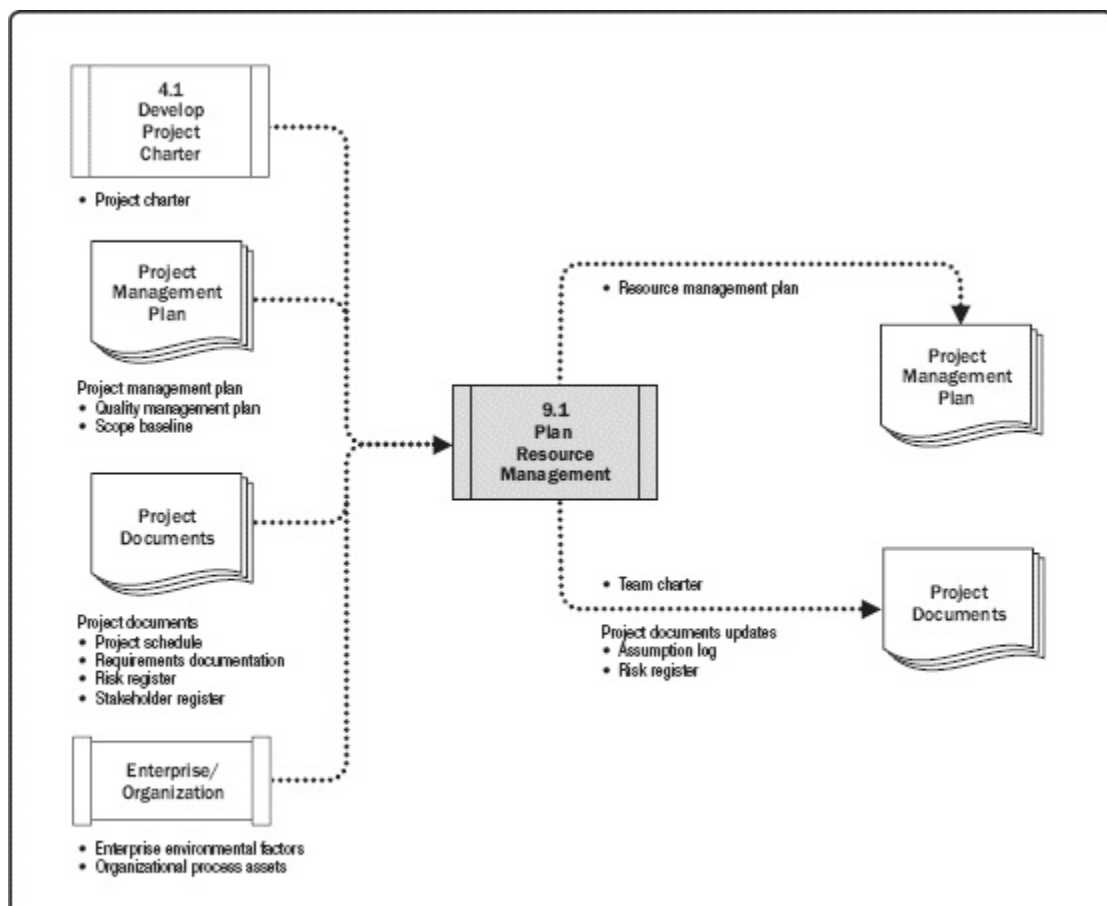 4.1
Develop
Project
Charter
• Project charter
Project
Management
Plan
Project management plan
• Quality management plan
• Scope baseline
Project
Documents
Project documents
• Project schedule
• Requirements documentation
• Risk register
• Stakeholder register
Enterprise/
Organization
• Enterprise environmental factors
• Organizational process assets
9.1
Plan
Resource
Management
• Resource management plan
Project
Management
Plan
• Team charter
Project documents updates
• Assumption log
• Risk register
Project
Documents